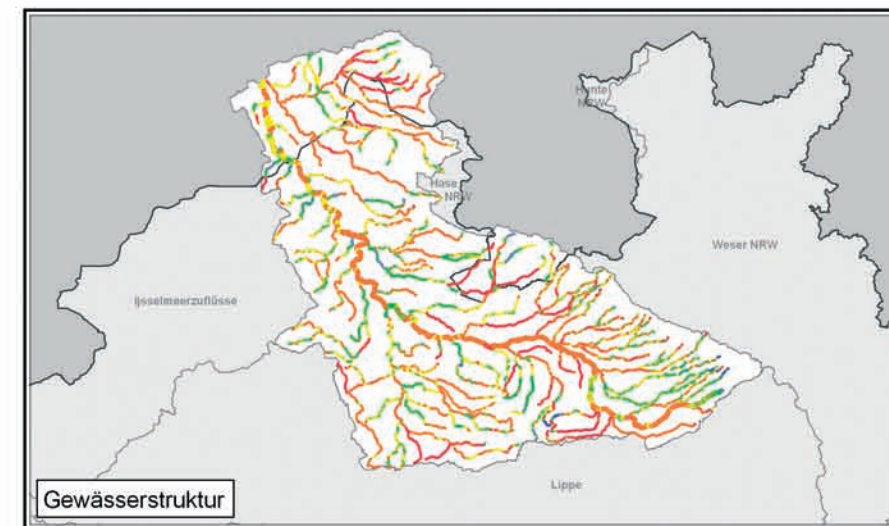 Hunte
NRW
Hase
NRW
Weser NRW
Ijsselmeerzuflüsse
Lippe
Gewässerstruktur